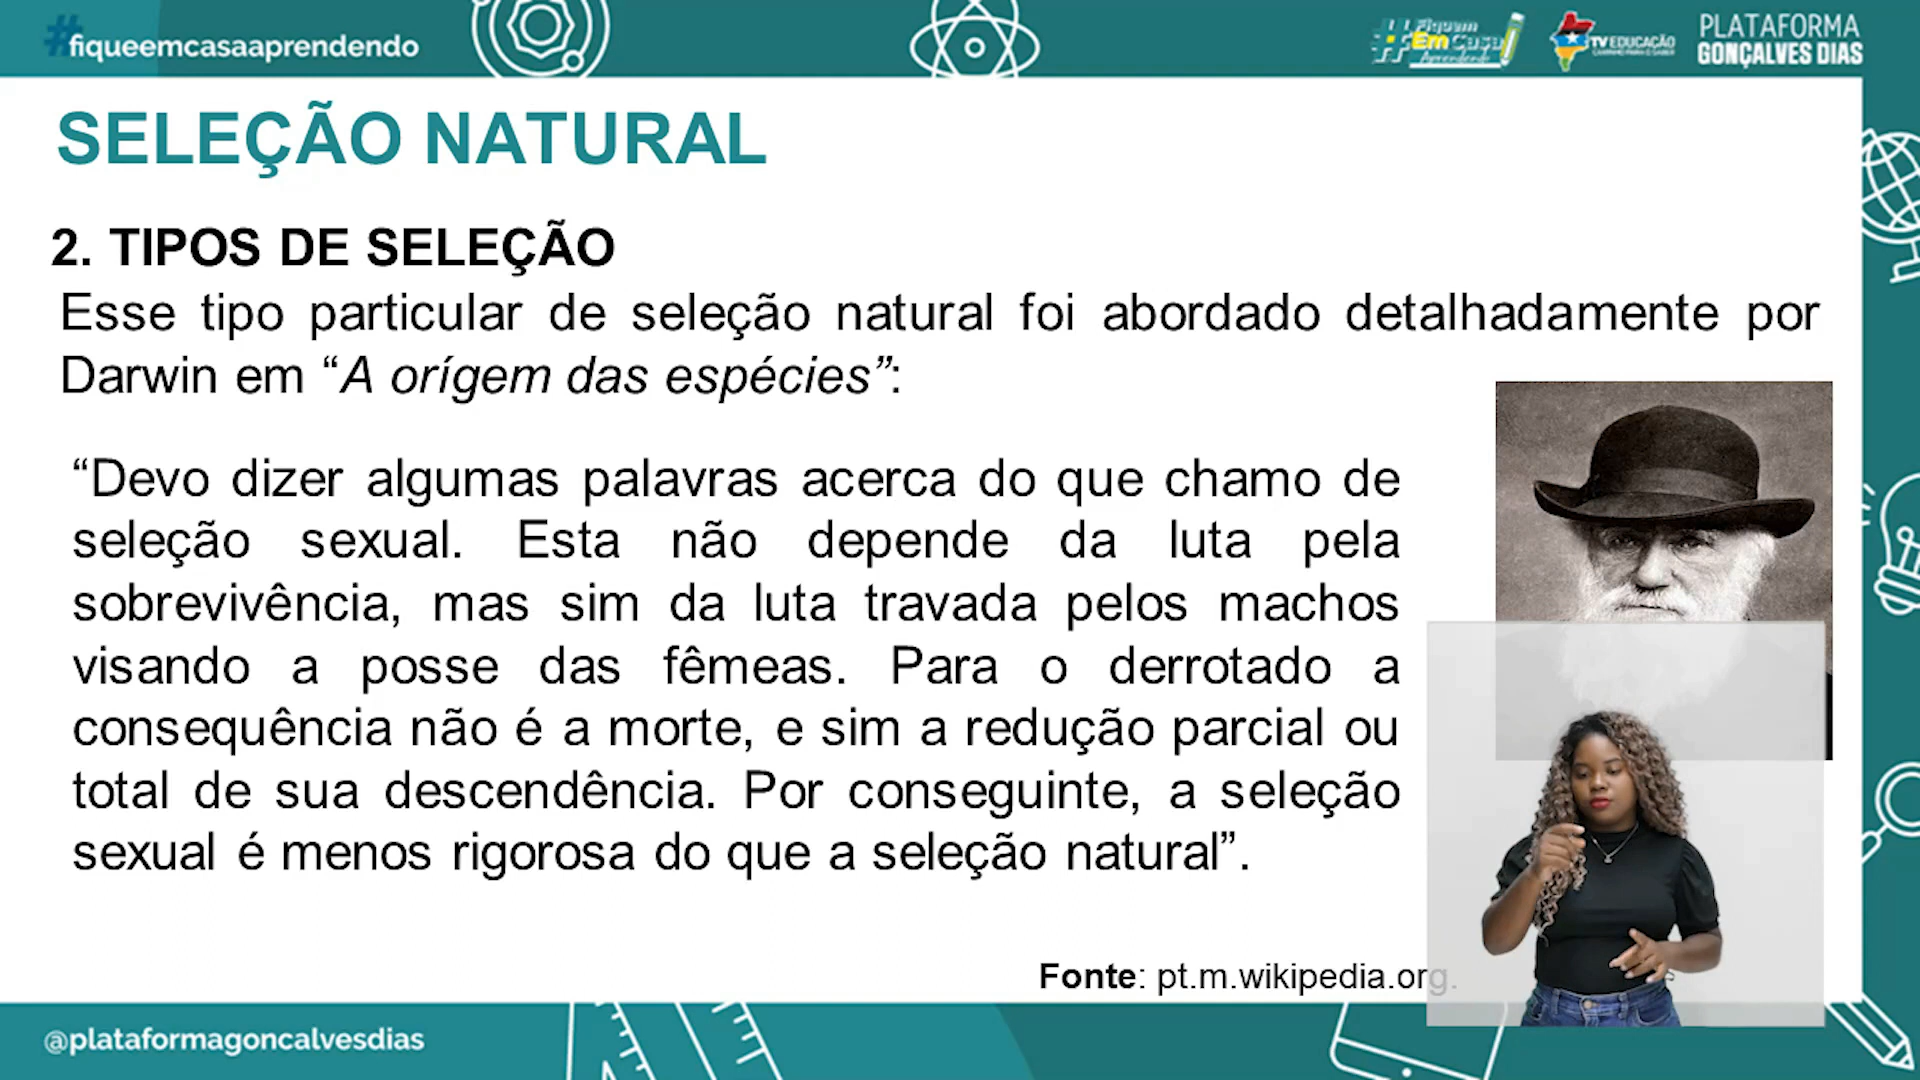 #fiqueemcasaaprendendo
#Fiquem
Em Casa
Aprendendo
TV EDUCAÇÃO
PLATAFORMA
GONÇALVES DIAS
SELEÇÃO NATURAL
2. TIPOS DE SELEÇÃO
Esse tipo particular de seleção natural foi abordado detalhadamente por
Darwin em “A orígem das espécies”:
“Devo dizer algumas palavras acerca do que chamo de
seleção sexual. Esta não depende da luta pela
sobrevivência, mas sim da luta travada pelos machos
visando a posse das fêmeas. Para o derrotado a
consequência não é a morte, e sim a redução parcial ou
total de sua descendência. Por conseguinte, a seleção
sexual é menos rigorosa do que a seleção natural”.
Fonte: pt.m.wikipedia.org.
@plataformagoncalvesdias